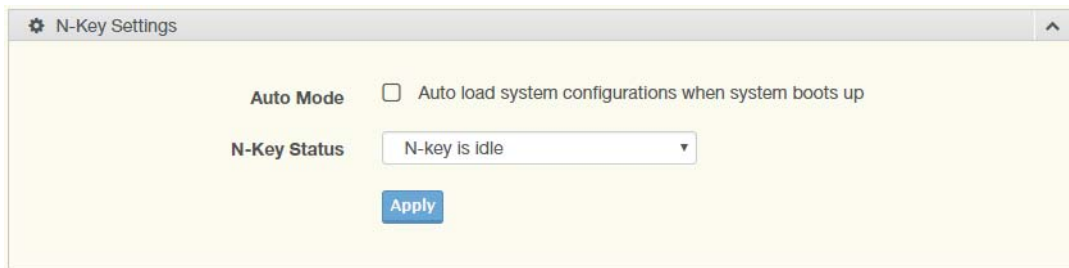 N-Key Settings
Auto Mode Auto load system configurations when system boots up
N-Key Status N-key is idle
Apply